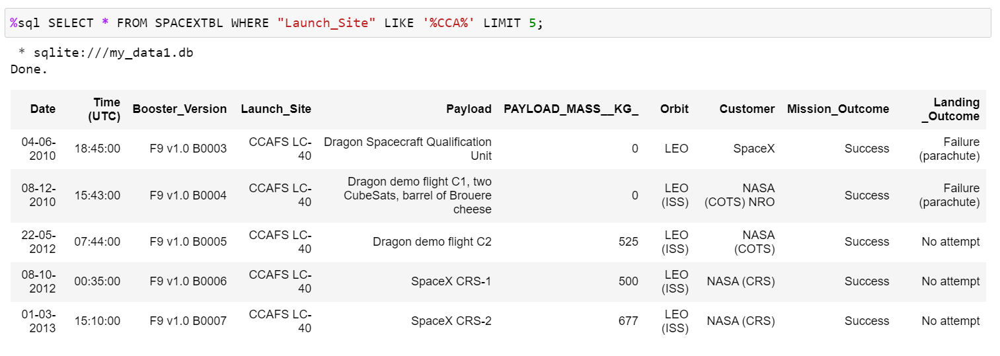 %sql SELECT * FROM SPACEXTBL WHERE "Launch_Site" LIKE '%CCA%' LIMIT 5;
* sqlite:///my_data1.db
Done.
Date Time (UTC) Booster_Version Launch_Site Payload PAYLOAD_MASS__KG_ Orbit Customer Mission_Outcome Landing _Outcome
04-06-2010 18:45:00 F9 v1.0 B0003 CCAFS LC-40 Dragon Spacecraft Qualification Unit 0 LEO SpaceX Success Failure (parachute)
08-12-2010 15:43:00 F9 v1.0 B0004 CCAFS LC-40 Dragon demo flight C1, two CubeSats, barrel of Brouere cheese 0 LEO (ISS) NASA (COTS) NRO Success Failure (parachute)
22-05-2012 07:44:00 F9 v1.0 B0005 CCAFS LC-40 Dragon demo flight C2 525 LEO (ISS) NASA (COTS) Success No attempt
08-10-2012 00:35:00 F9 v1.0 B0006 CCAFS LC-40 SpaceX CRS-1 500 LEO (ISS) NASA (CRS) Success No attempt
01-03-2013 15:10:00 F9 v1.0 B0007 CCAFS LC-40 SpaceX CRS-2 677 LEO (ISS) NASA (CRS) Success No attempt